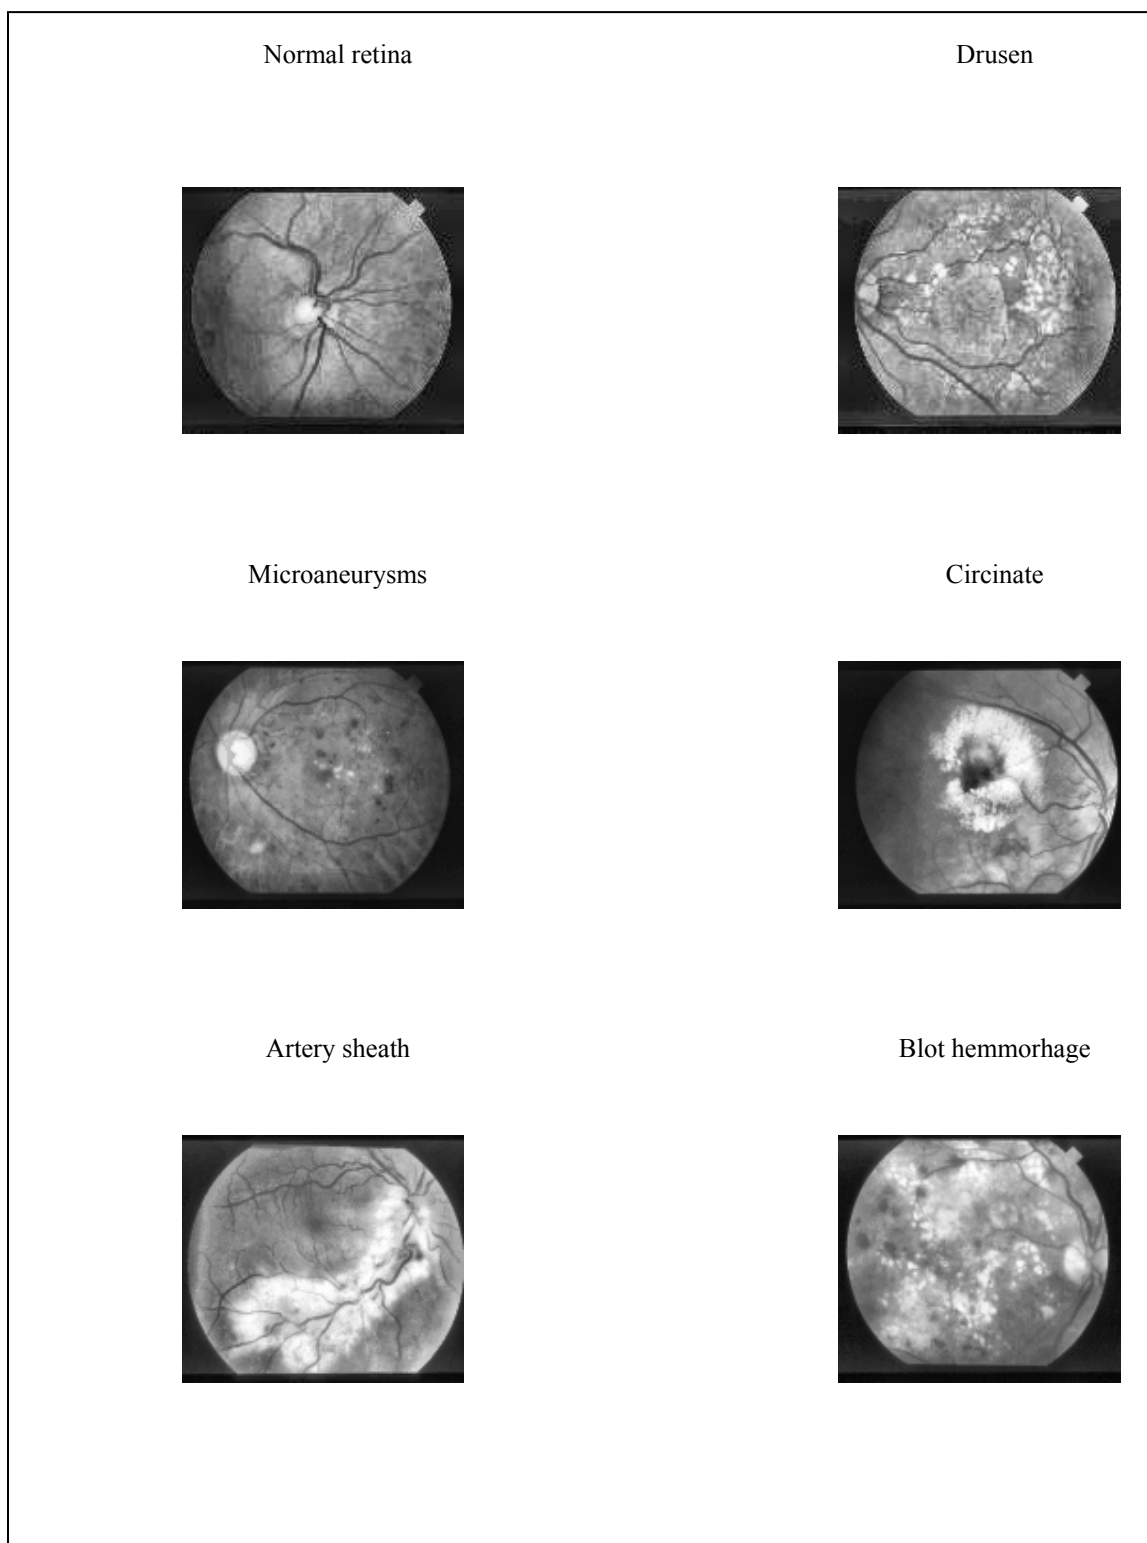 Normal retina
Drusen
Microaneurysms
Circinate
Artery sheath
Blot hemmorhage